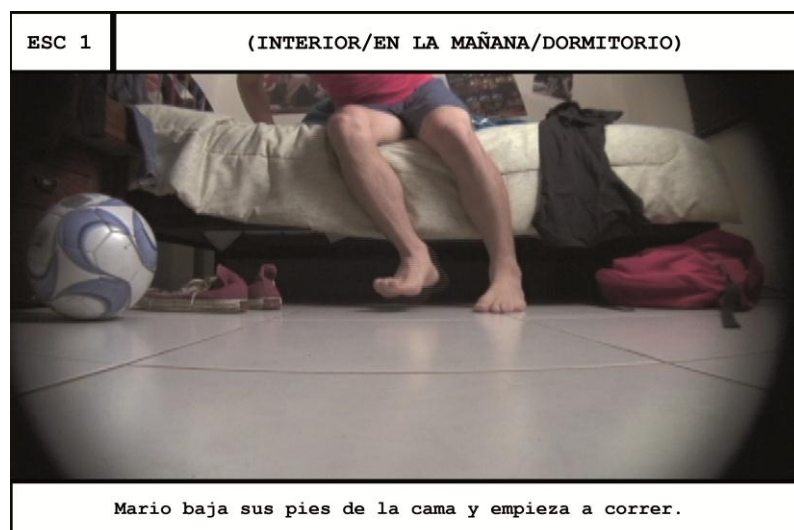 ESC 1
(INTERIOR/EN LA MAÑANA/DORMITORIO)
Mario baja sus pies de la cama y empieza a correr.